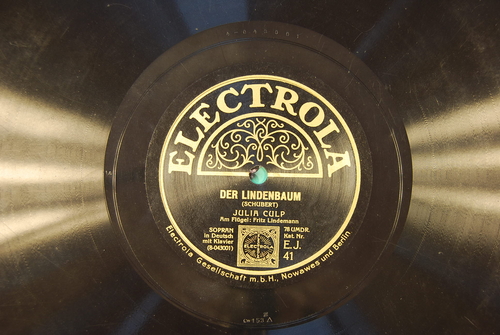 ELECTROLA
DER LINDENBAUM
(SCHUBERT)
JULIA CULP
Am Flügel: Fritz Lindemann
SOPRAN
in Deutsch
mit Klavier
(8-043001)
ELECTROLA
78 UMDR.
Kat. Nr.
E.J.
41
Electrola Gesellschaft m.b.H., Nowawes und Berlin